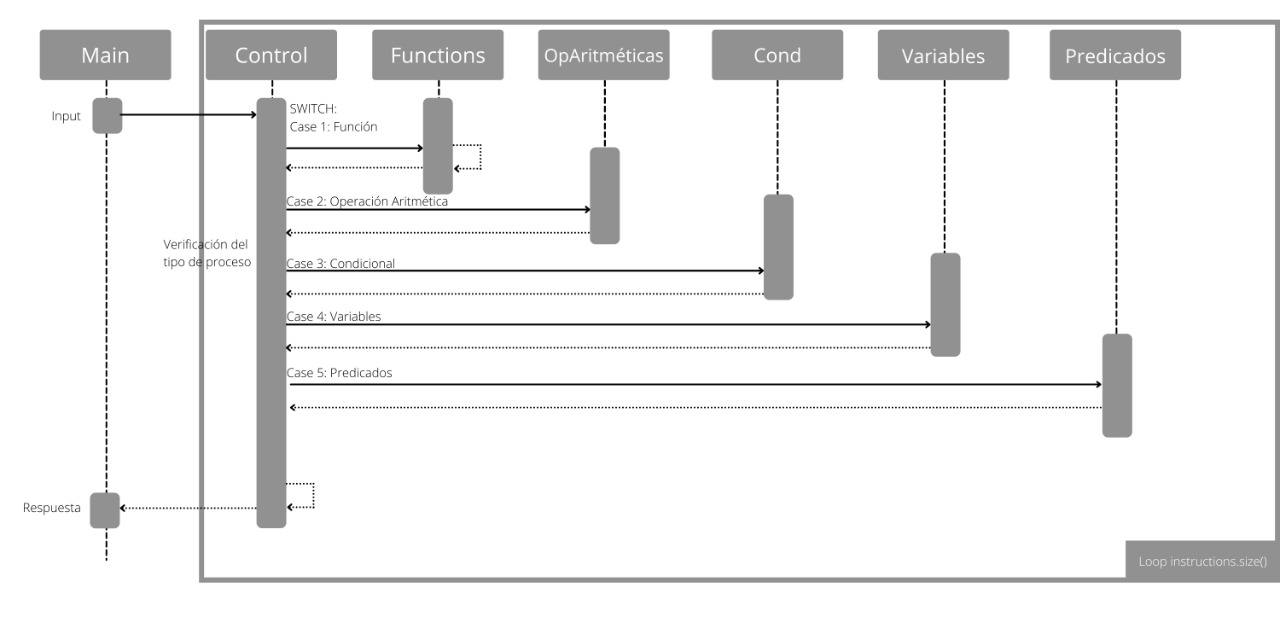 Main
Control
Functions
OpAritméticas
Cond
Variables
Predicados
Input
SWITCH:
Case 1: Función
Case 2: Operación Aritmética
Verificación del
tipo de proceso
Case 3: Condicional
Case 4: Variables
Case 5: Predicados
Respuesta
Loop instructions.size()